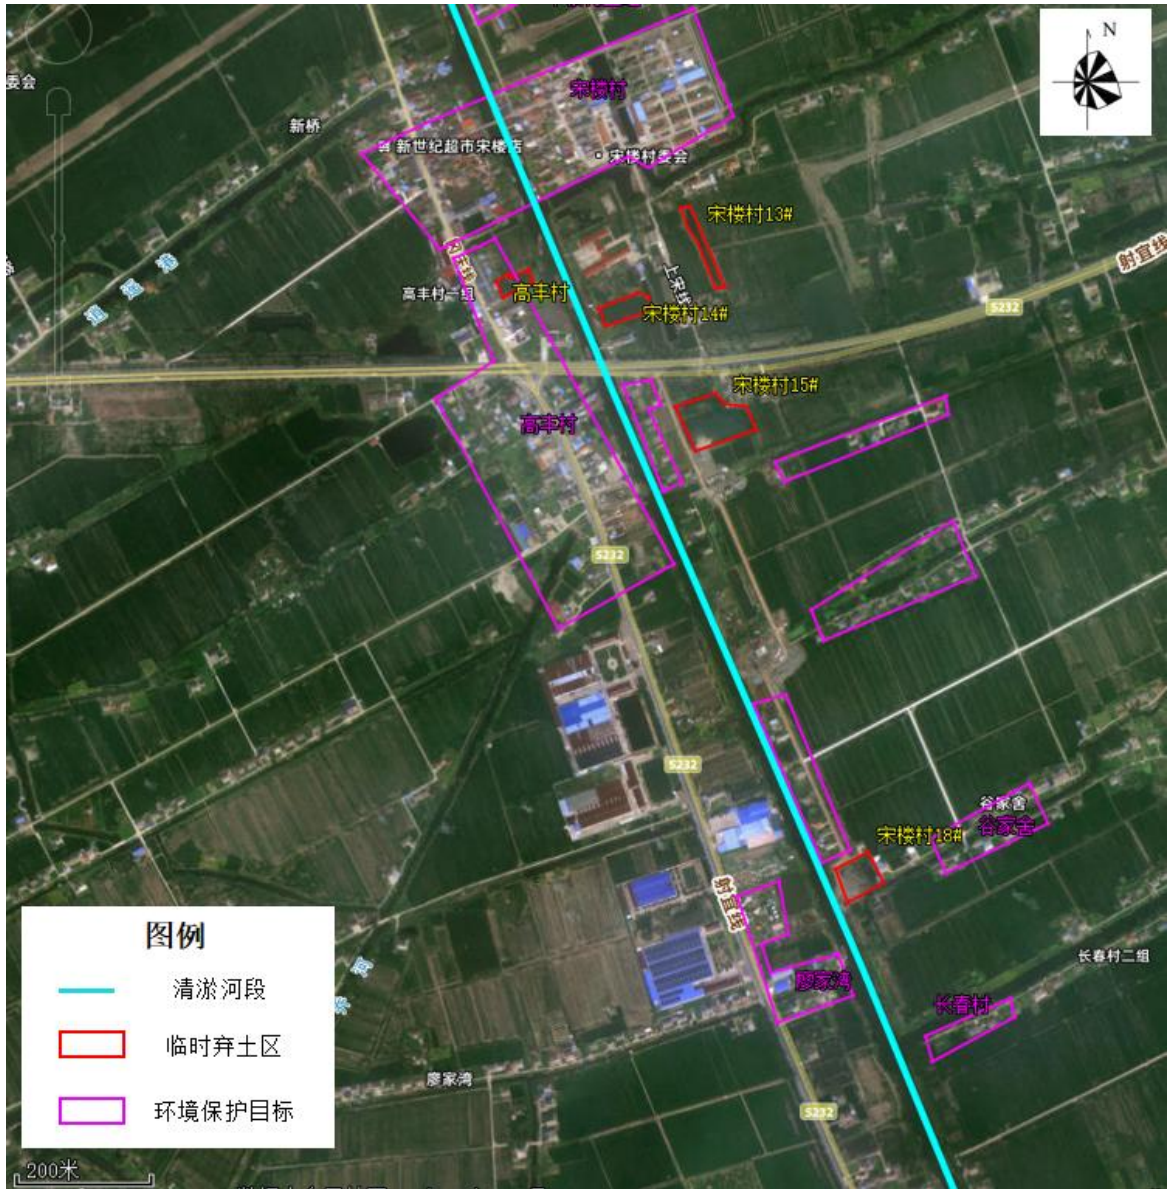 N
宋楼村
委会
新桥
新世纪超市宋楼店
宋楼村委会
宋楼村13#
射宜线
上宋线
高丰村一组
高丰村
宋楼村14#
S232
宋楼村15#
高丰村
S232
S232
谷家舍
谷家舍
宋楼村18#
射宜线
图例
长春村二组
清淤河段
廖家湾
长春村
临时弃土区
廖家湾
环境保护目标
S232
200米